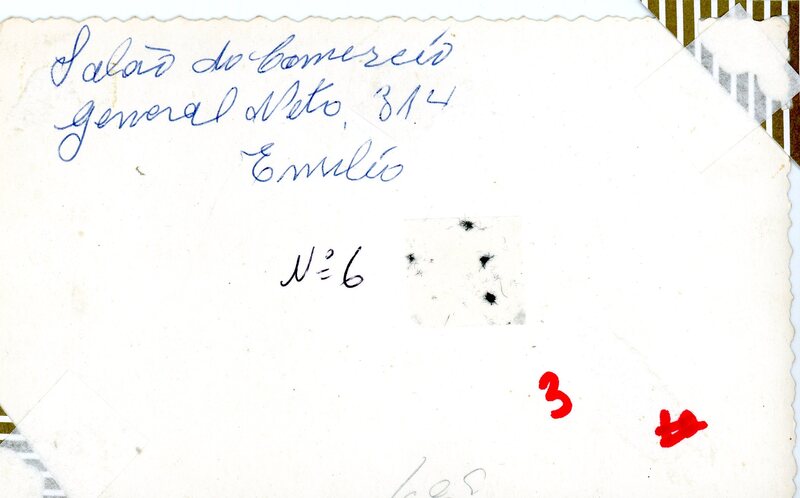 Salão do Comercio
General Neto, 314
Emilio
Nº 6
3